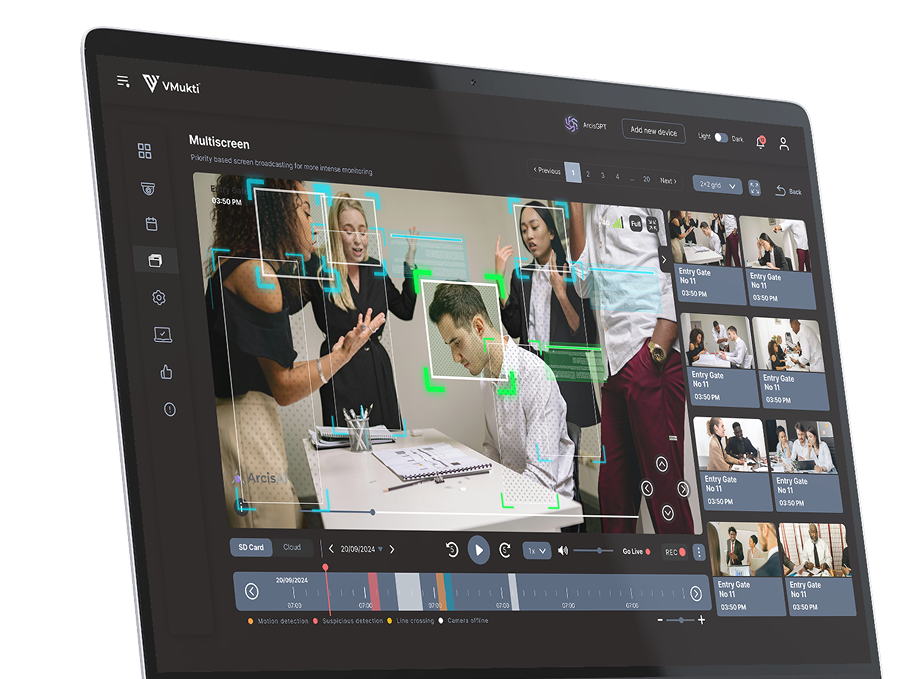 VMukti
ArcisGPT
Add new device
Light
Dark
Multiscreen
Priority based screen broadcasting for more intense monitoring
Previous
1
2
3
4
...
20
Next
2×2 grid
Back
Entry Gate
03:50 PM
Full
Arcis
Entry Gate
No 11
03:50 PM
Entry Gate
No 11
03:50 PM
Entry Gate
No 11
03:50 PM
Entry Gate
No 11
03:50 PM
Entry Gate
No 11
03:50 PM
Entry Gate
No 11
03:50 PM
Entry Gate
No 11
03:50 PM
Entry Gate
No 11
03:50 PM
SD Card
Cloud
20/09/2024
1x
Go Live
REC
20/09/2024
07:03
07:00
07:00
07:03
07:00
07:06
Motion detection
Suspicious detection
Line crossing
Camera offline